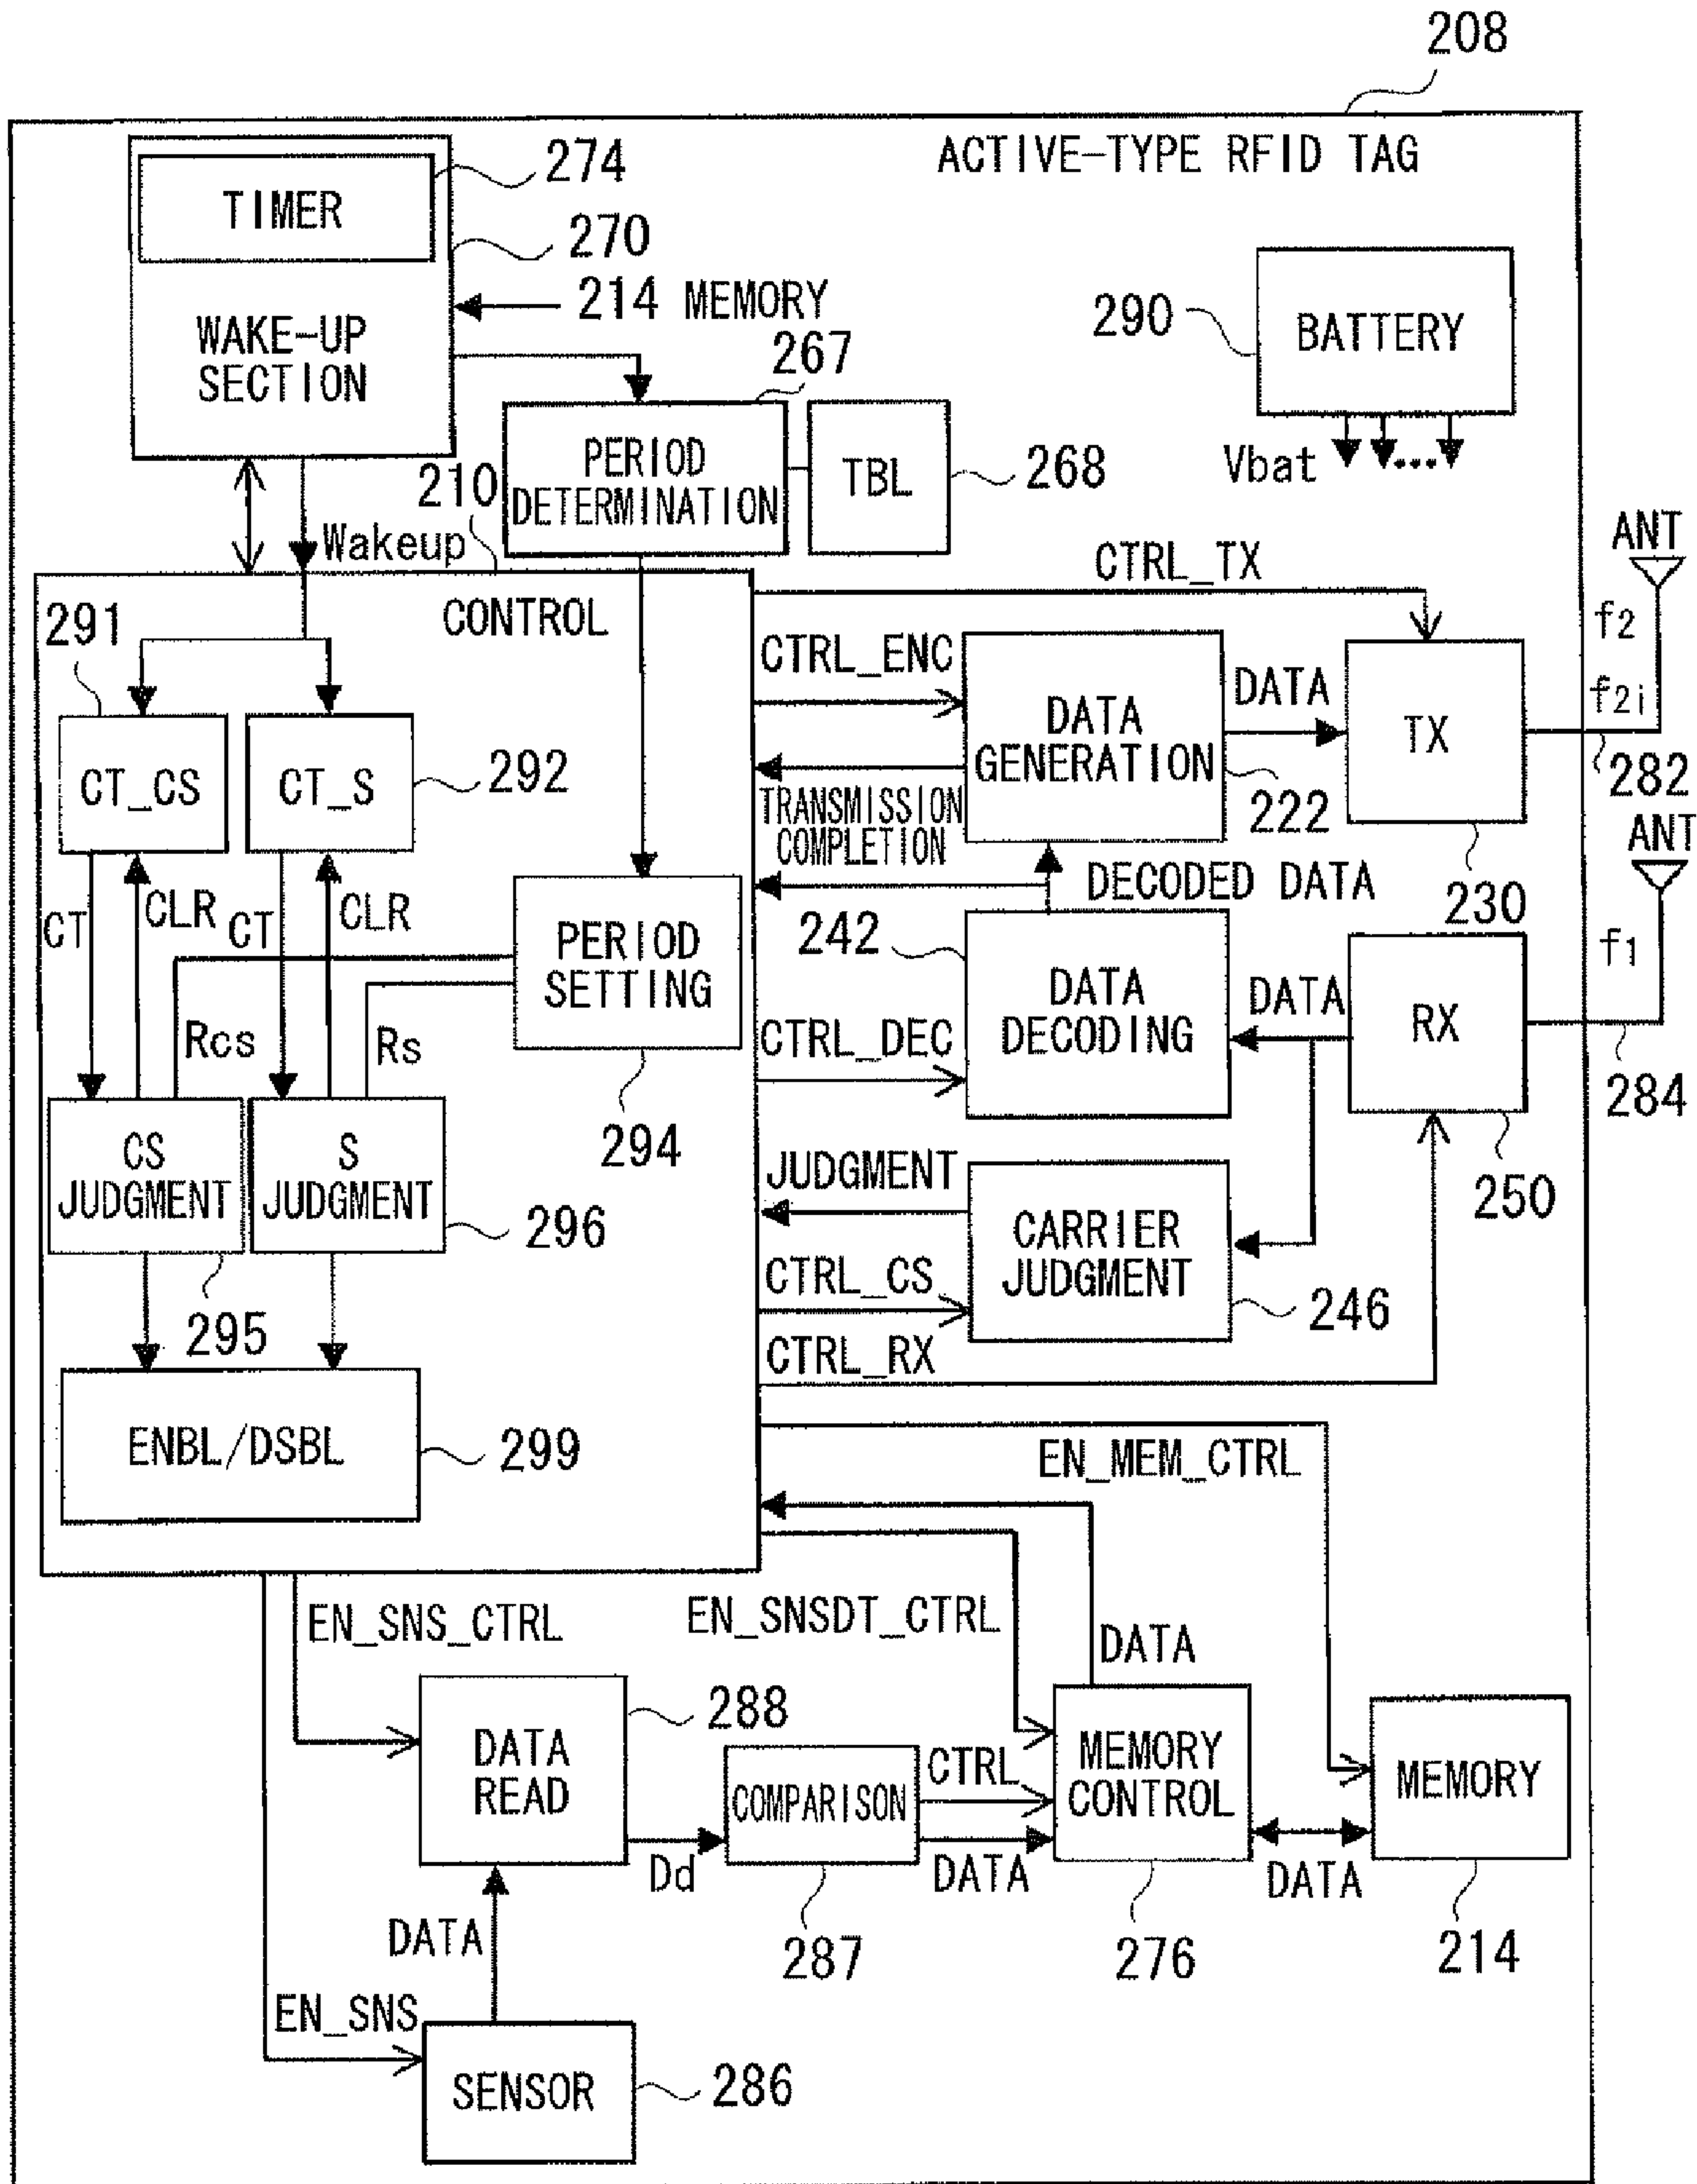 208
ACTIVE-TYPE RFID TAG
TIMER
274
270
214 MEMORY
WAKE-UP
SECTION
267
290
BATTERY
Vbat
...
PERIOD
DETERMINATION
TBL
268
210
Wakeup
CONTROL
CTRL_TX
ANT
f2
f2i
282
291
CT_CS
CT_S
292
CTRL_ENC
DATA
GENERATION
DATA
TX
TRANSMISSION
COMPLETION
222
230
ANT
DECODED DATA
CT
CLR
CT
CLR
PERIOD
SETTING
242
DATA
DECODING
DATA
RX
f1
284
Rcs
Rs
CTRL_DEC
294
250
CS
JUDGMENT
S
JUDGMENT
296
295
JUDGMENT
CARRIER
JUDGMENT
CTRL_CS
246
CTRL_RX
ENBL/DSBL
299
EN_MEM_CTRL
EN_SNS_CTRL
EN_SNSDT_CTRL
DATA
DATA
READ
288
COMPARISON
CTRL
MEMORY
CONTROL
MEMORY
Dd
DATA
DATA
287
276
214
DATA
EN_SNS
SENSOR
286